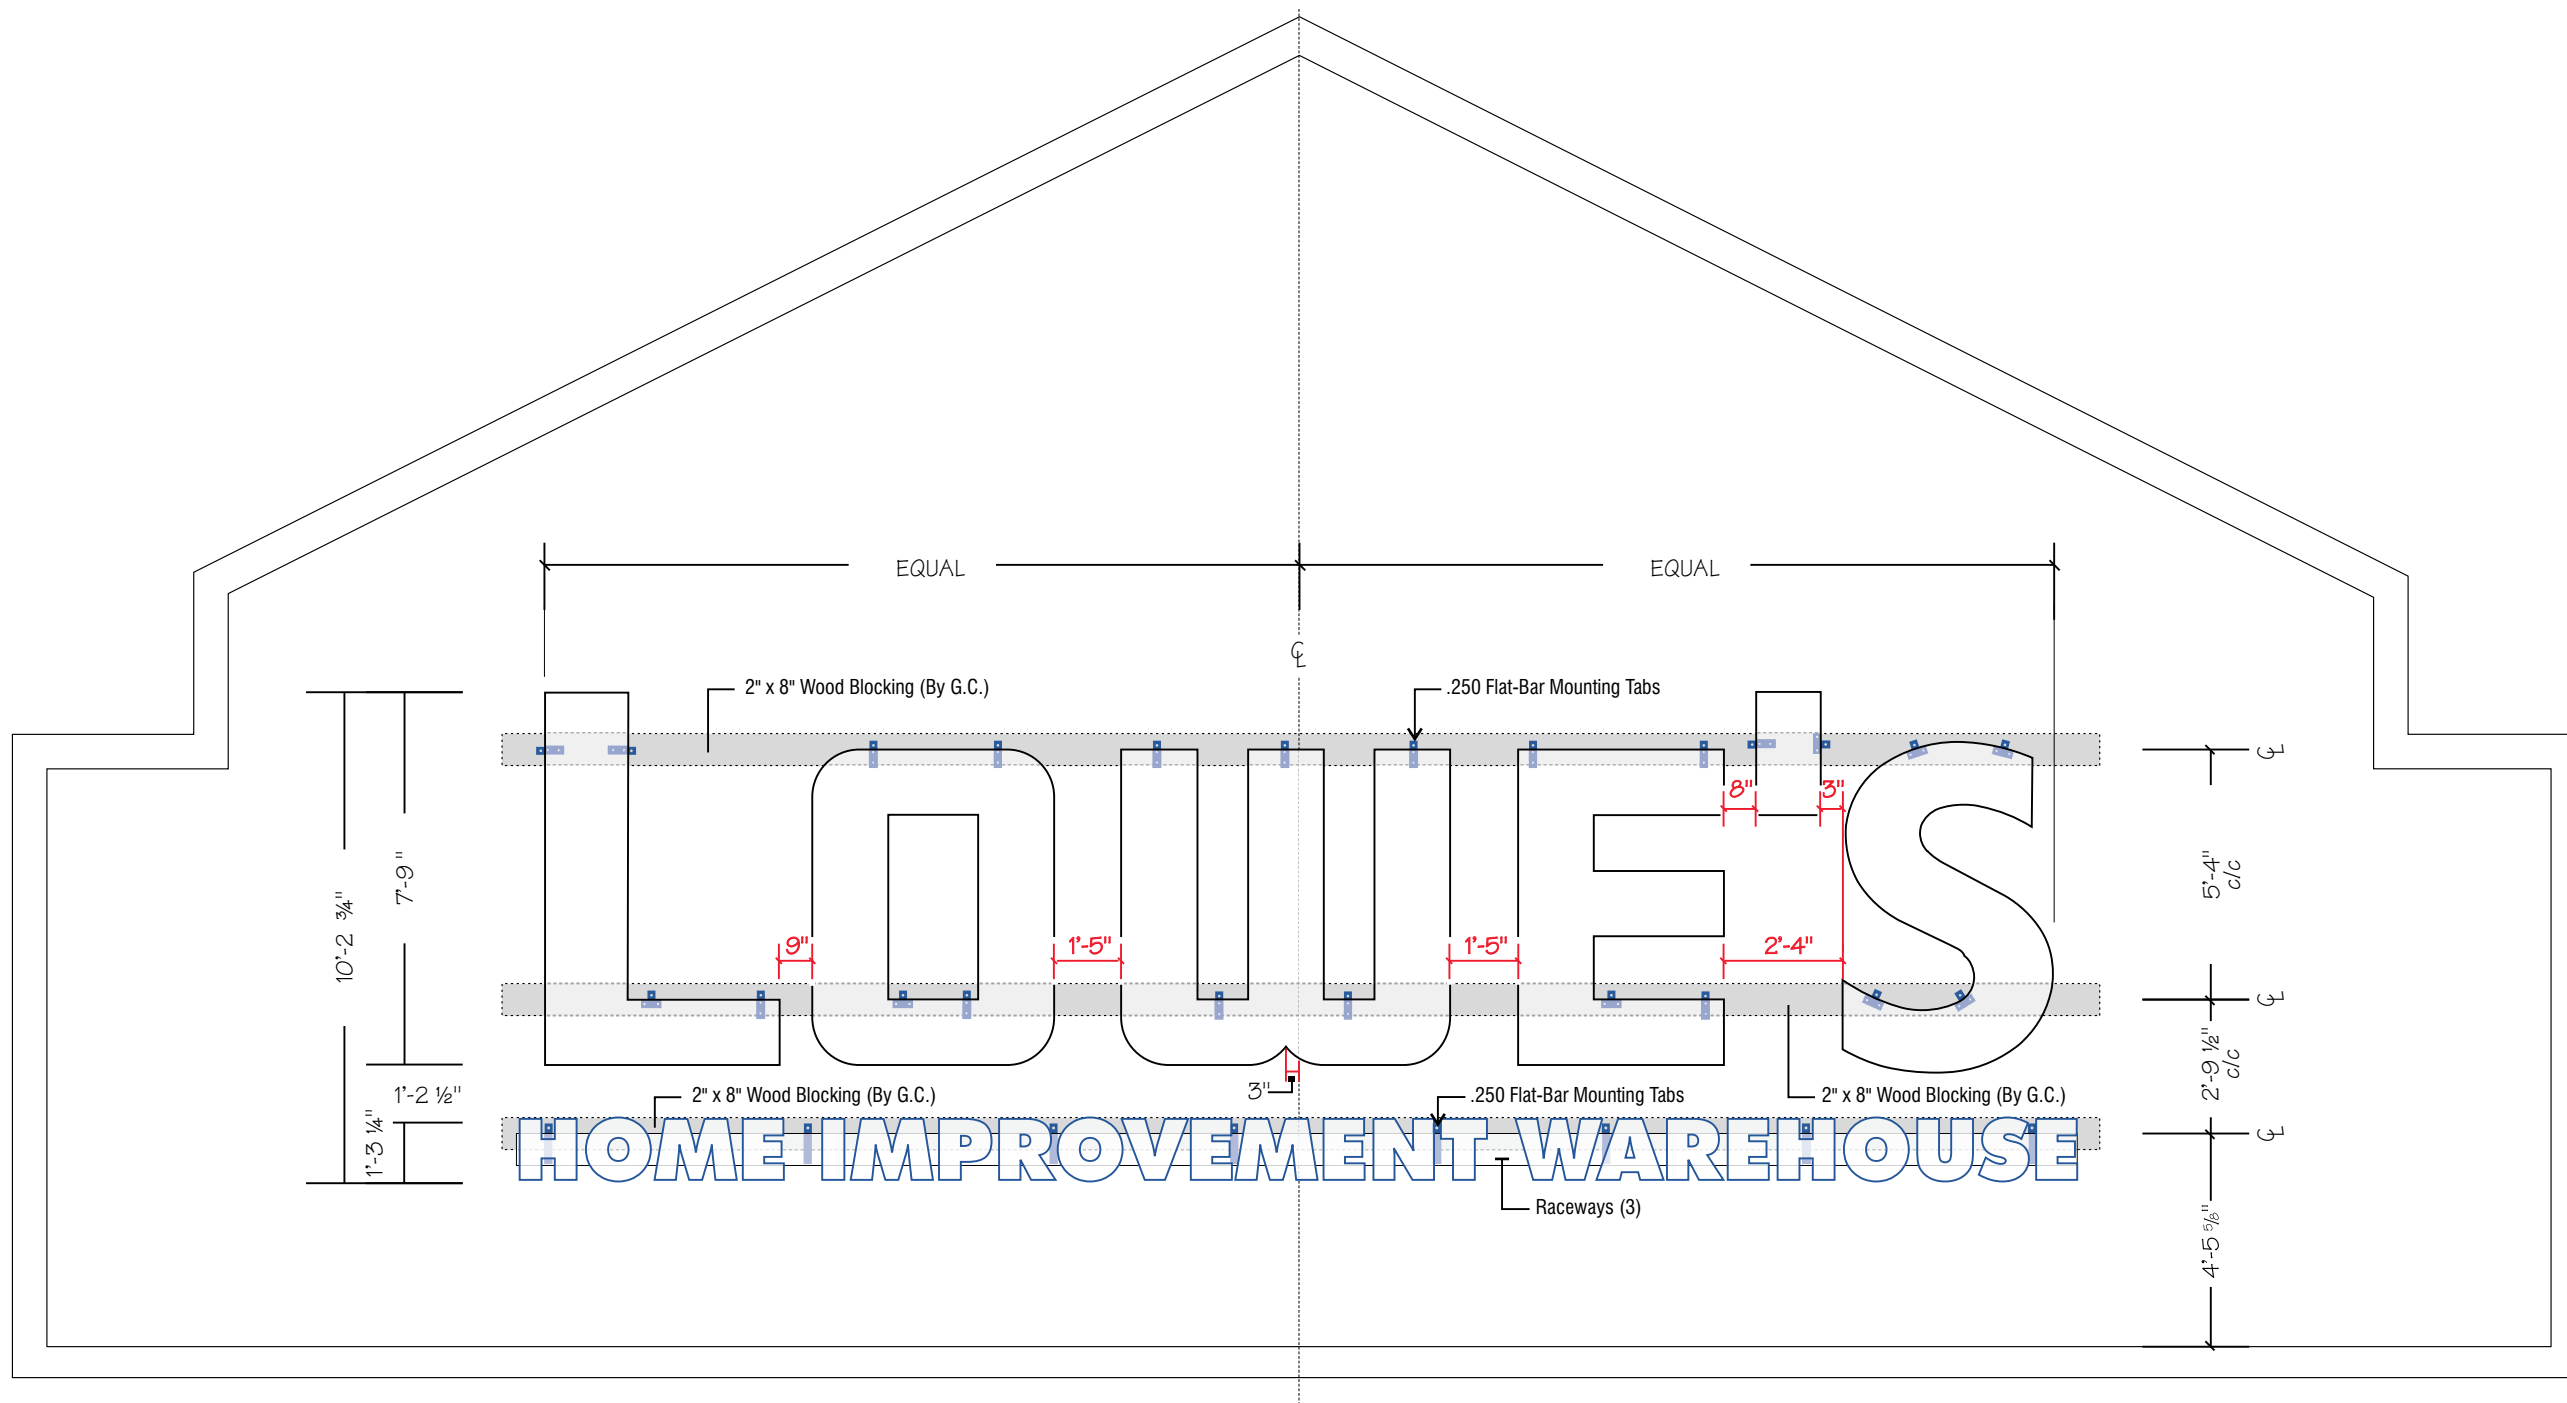 EQUAL
EQUAL
℄
2" x 8" Wood Blocking (By G.C.)
.250 Flat-Bar Mounting Tabs
LOWE'S
8"
3"
9"
1'-5"
1'-5"
2'-4"
10'-2 ¾"
7'-9"
1'-2 ½"
1'-3 ¼"
℄
5'-4"
c/c
℄
2'-9 ½"
c/c
℄
4'-5 ⅝"
3"
2" x 8" Wood Blocking (By G.C.)
.250 Flat-Bar Mounting Tabs
2" x 8" Wood Blocking (By G.C.)
HOME IMPROVEMENT WAREHOUSE
Raceways (3)